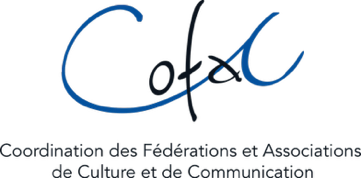 Cofac
Coordination des Fédérations et Associations
de Culture et de Communication